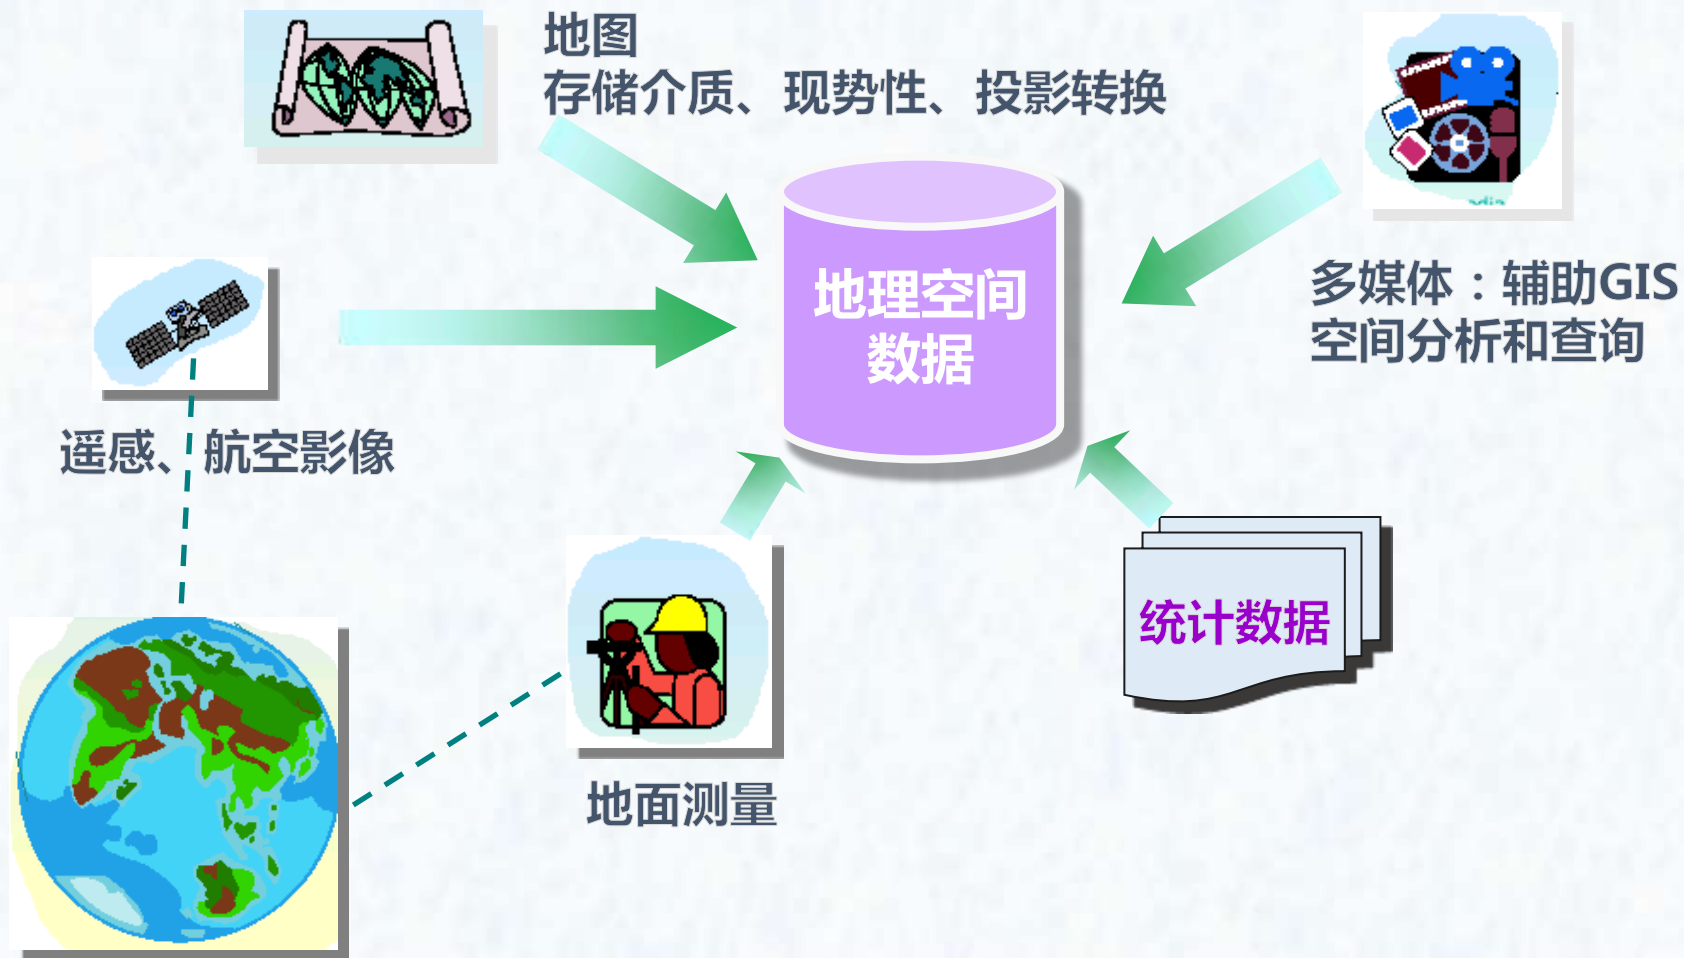 地图
存储介质、现势性、投影转换
地理空间
数据
多媒体：辅助GIS
空间分析和查询
遥感、航空影像
统计数据
地面测量